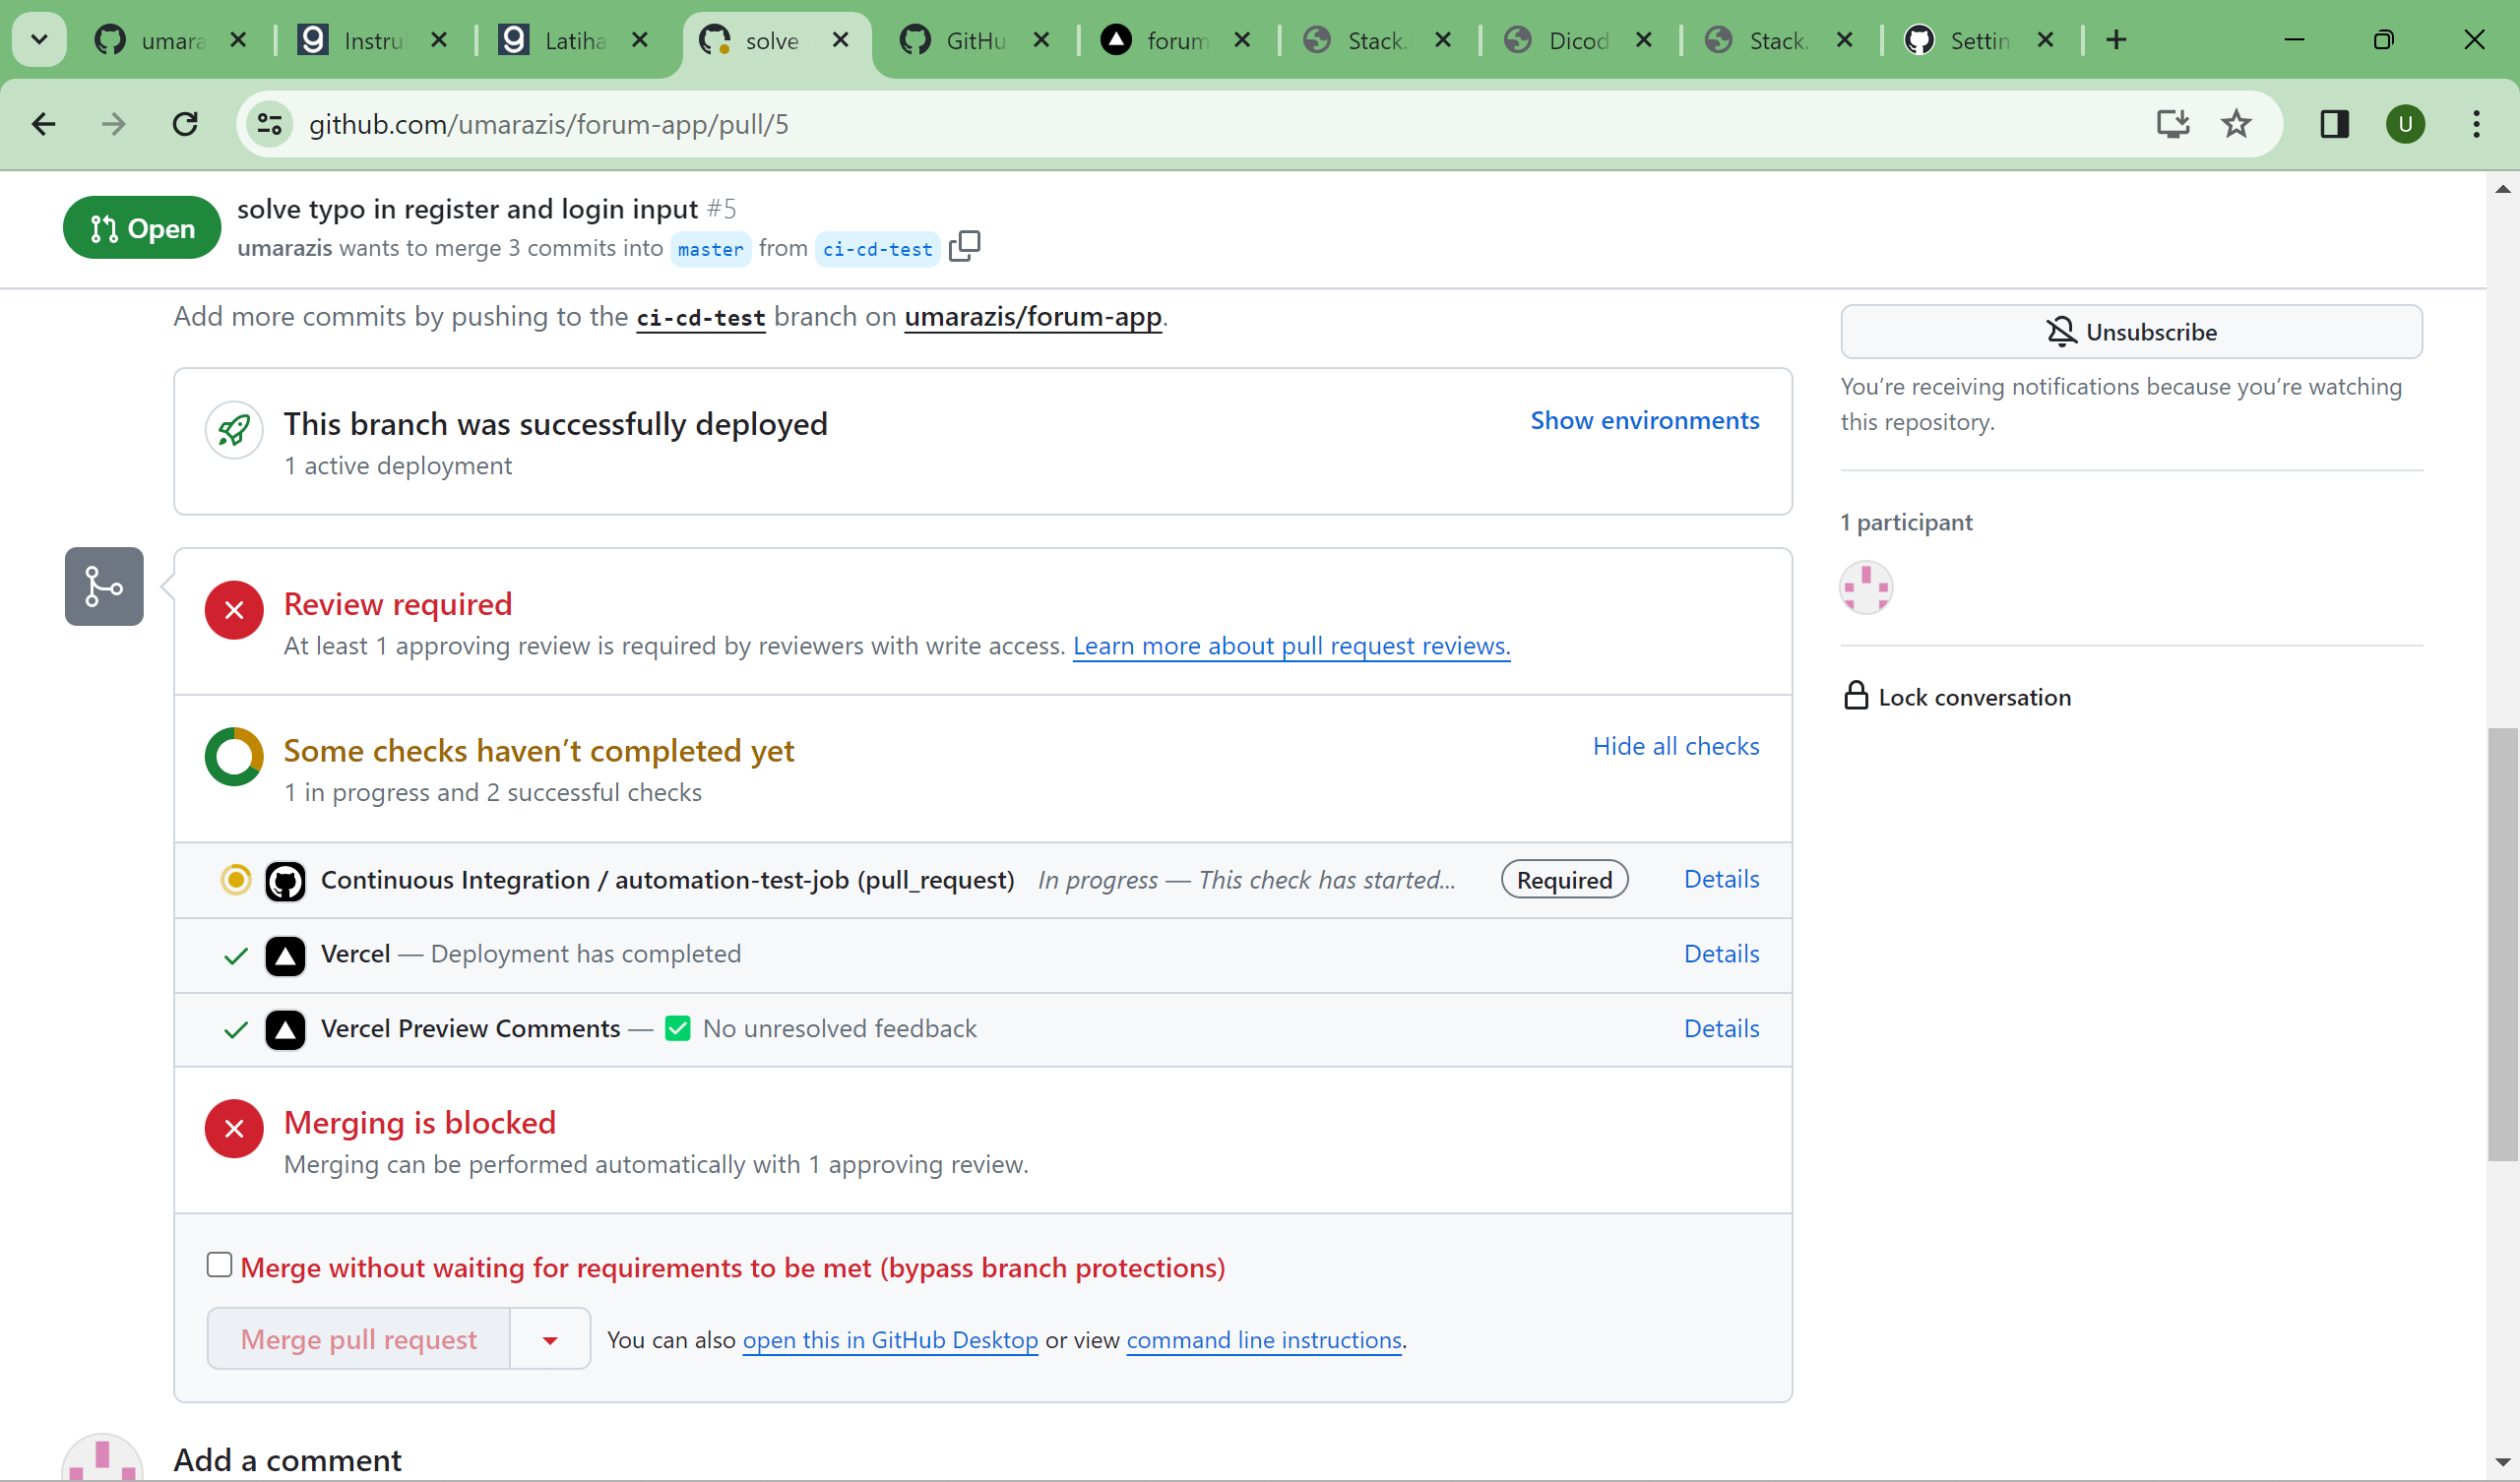 umara
Instru
Latiha
solve
GitHu
forum
Stack.
Dicod
Stack.
Settin
github.com/umarazis/forum-app/pull/5
U
Open
solve typo in register and login input #5
umarazis wants to merge 3 commits into master from ci-cd-test
Add more commits by pushing to the ci-cd-test branch on umarazis/forum-app.
This branch was successfully deployed
Show environments
1 active deployment
Review required
At least 1 approving review is required by reviewers with write access. Learn more about pull request reviews.
Some checks haven’t completed yet
Hide all checks
1 in progress and 2 successful checks
Continuous Integration / automation-test-job (pull_request) In progress — This check has started... Required Details
Vercel — Deployment has completed Details
Vercel Preview Comments — ✅ No unresolved feedback Details
Merging is blocked
Merging can be performed automatically with 1 approving review.
Merge without waiting for requirements to be met (bypass branch protections)
Merge pull request
You can also open this in GitHub Desktop or view command line instructions.
Add a comment
Unsubscribe
You’re receiving notifications because you’re watching
this repository.
1 participant
Lock conversation